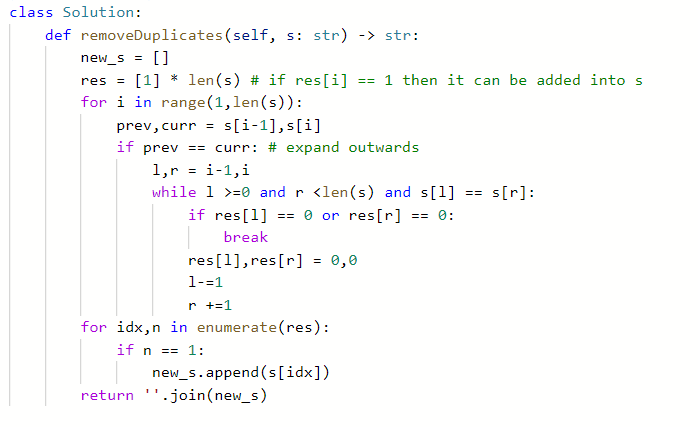 class Solution:
    def removeDuplicates(self, s: str) -> str:
        new_s = []
        res = [1] * len(s) # if res[i] == 1 then it can be added into s
        for i in range(1,len(s)):
            prev,curr = s[i-1],s[i]
            if prev == curr: # expand outwards
                l,r = i-1,i
                while l >=0 and r <len(s) and s[l] == s[r]:
                    if res[l] == 0 or res[r] == 0:
                        break
                    res[l],res[r] = 0,0
                    l-=1
                    r +=1
        for idx,n in enumerate(res):
            if n == 1:
                new_s.append(s[idx])
        return ''.join(new_s)